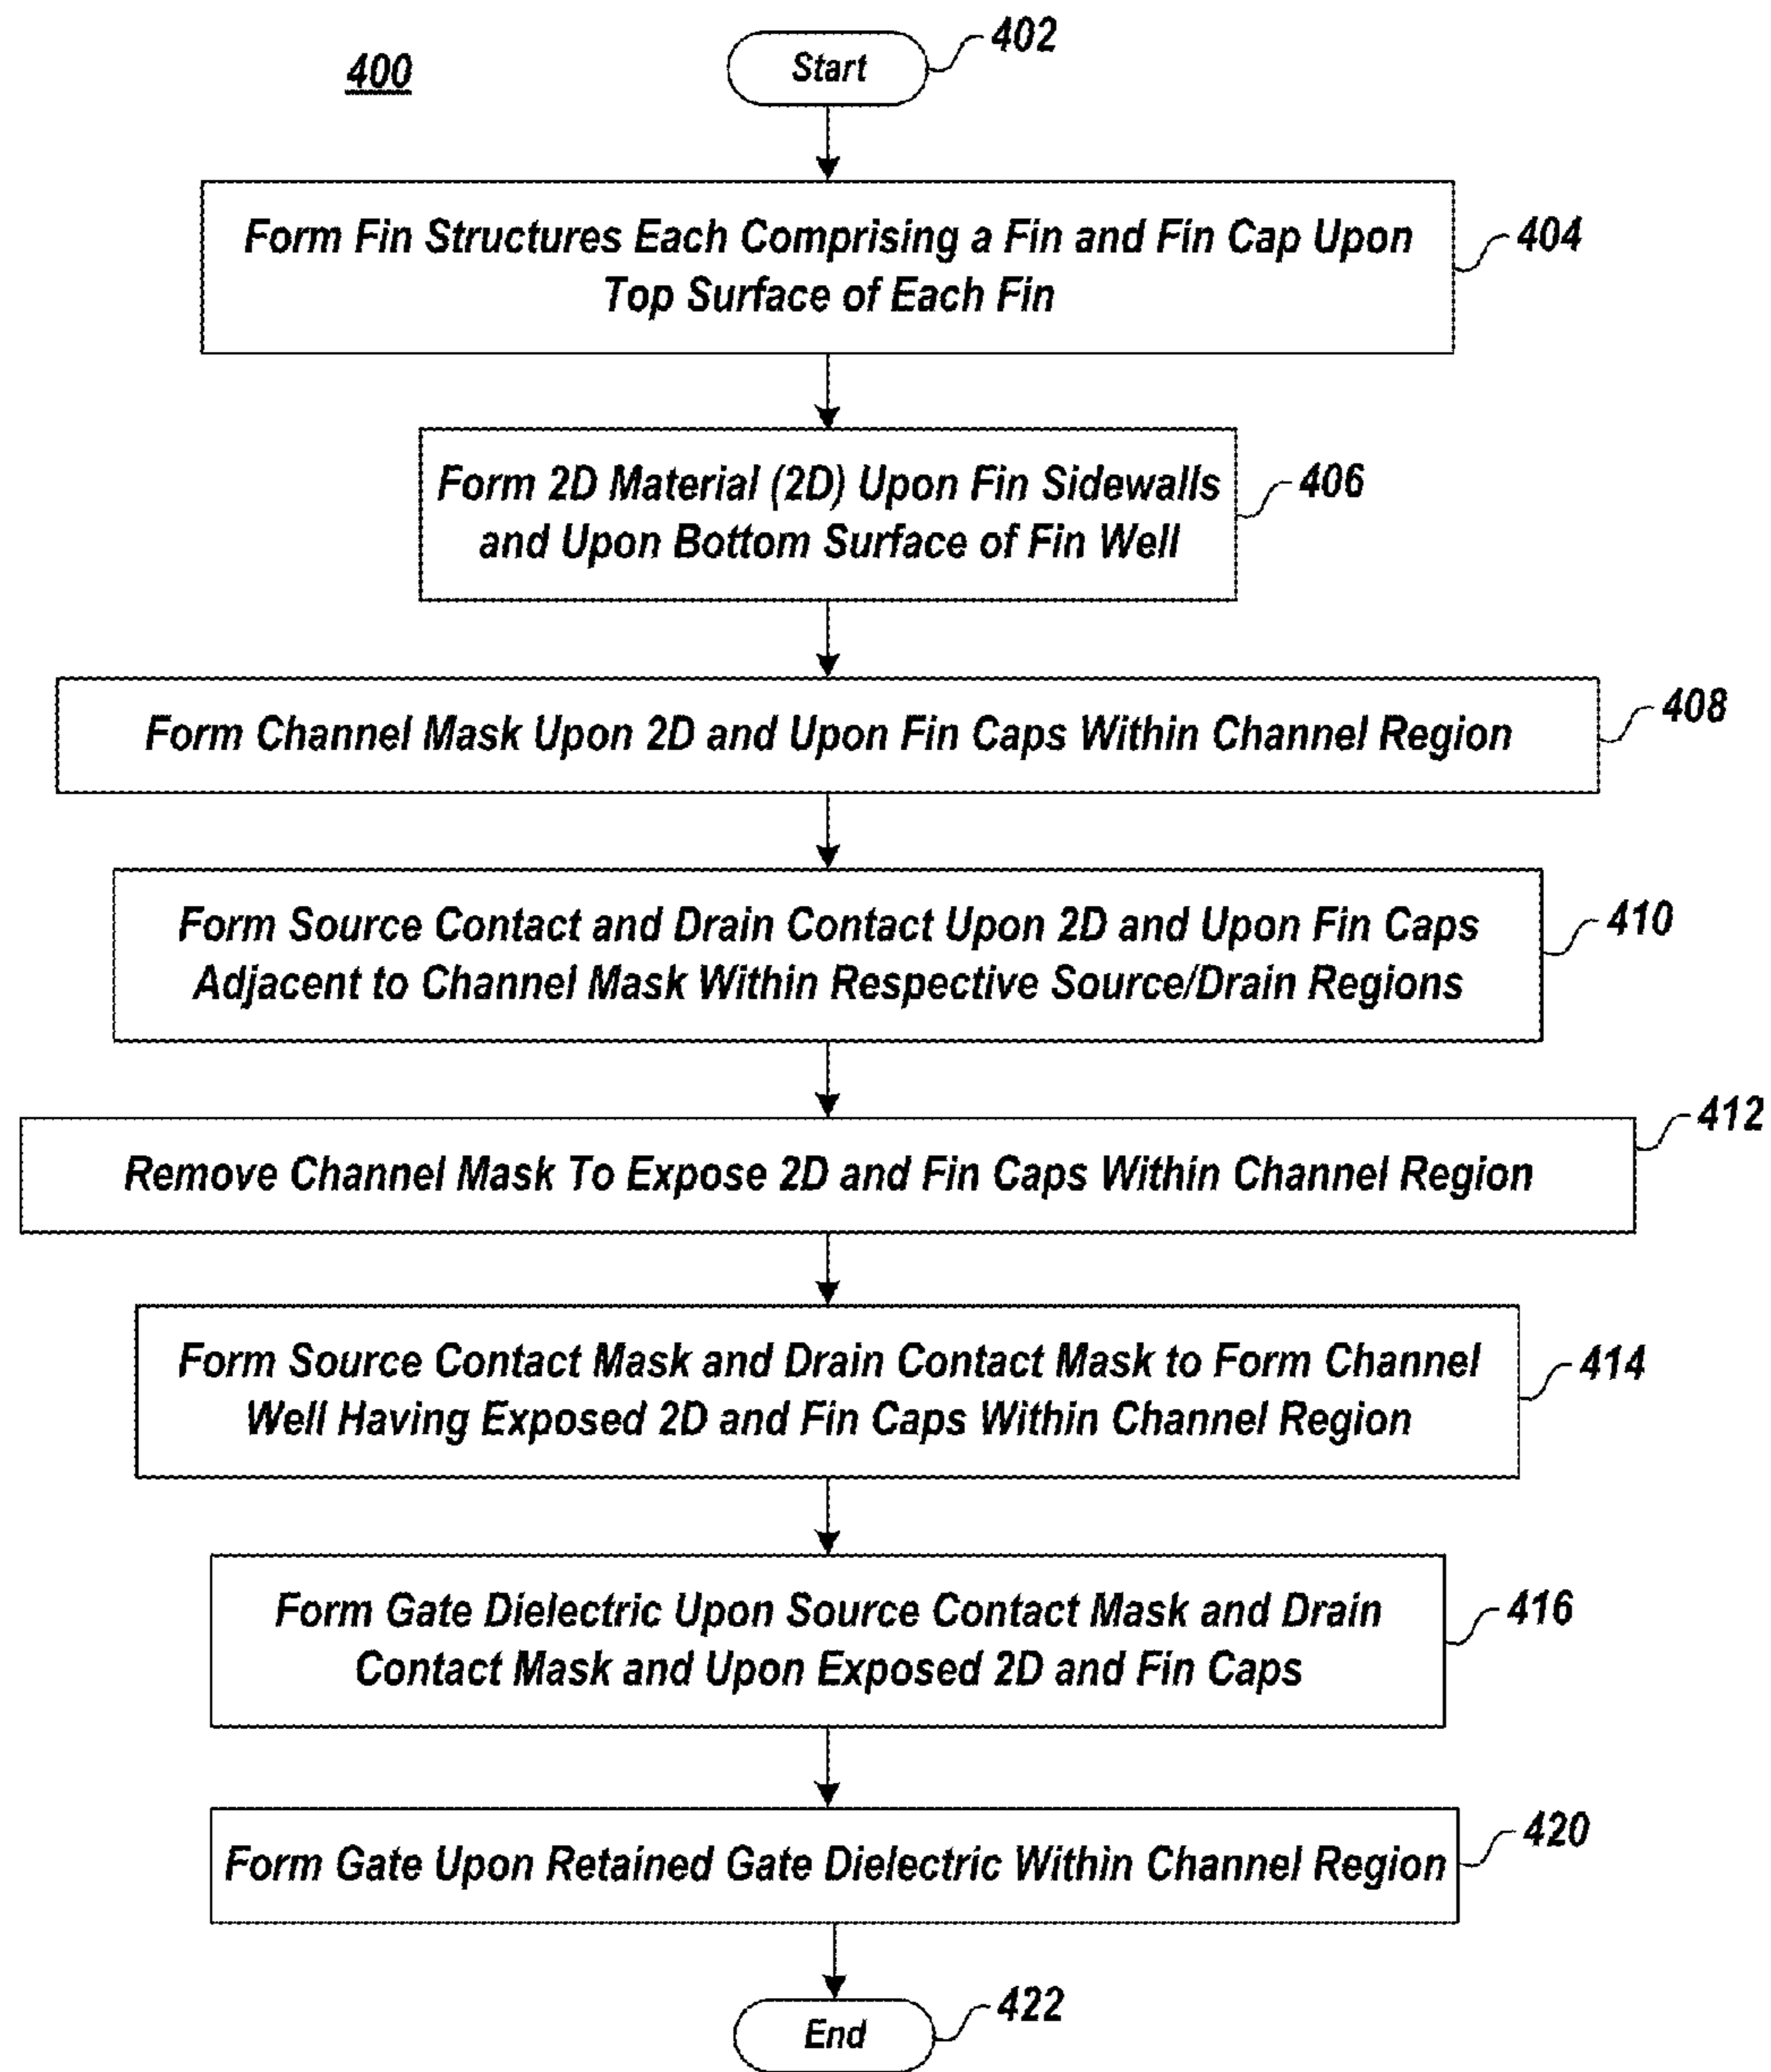 400
Start
402
Form Fin Structures Each Comprising a Fin and Fin Cap Upon
Top Surface of Each Fin
404
Form 2D Material (2D) Upon Fin Sidewalls
and Upon Bottom Surface of Fin Well
406
Form Channel Mask Upon 2D and Upon Fin Caps Within Channel Region
408
Form Source Contact and Drain Contact Upon 2D and Upon Fin Caps
Adjacent to Channel Mask Within Respective Source/Drain Regions
410
Remove Channel Mask To Expose 2D and Fin Caps Within Channel Region
412
Form Source Contact Mask and Drain Contact Mask to Form Channel
Well Having Exposed 2D and Fin Caps Within Channel Region
414
Form Gate Dielectric Upon Source Contact Mask and Drain
Contact Mask and Upon Exposed 2D and Fin Caps
416
Form Gate Upon Retained Gate Dielectric Within Channel Region
420
End
422